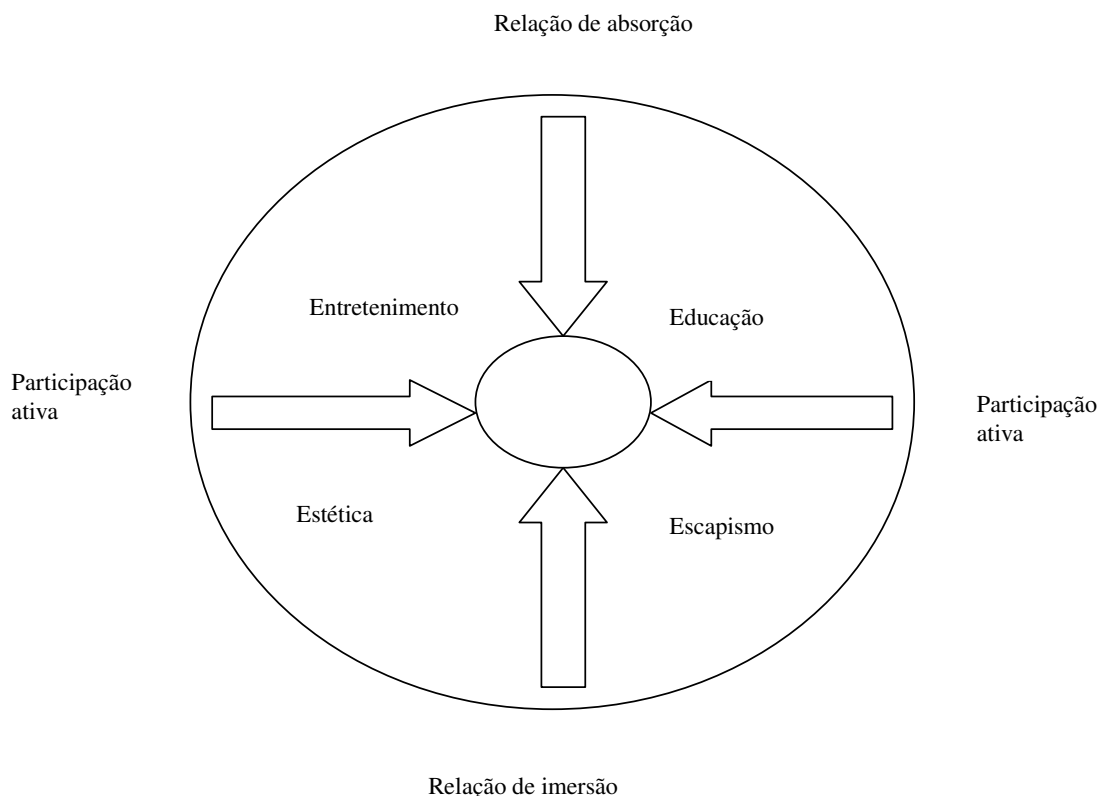 Relação de absorção
Entretenimento
Educação
Participação
ativa
Participação
ativa
Estética
Escapismo
Relação de imersão